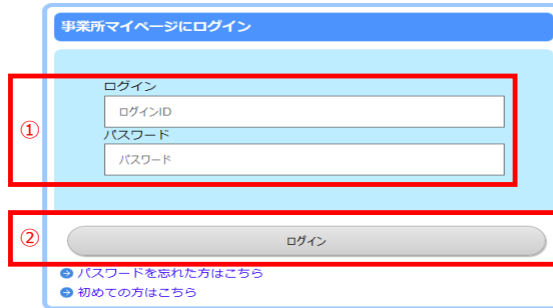 事業所マイページにログイン
ログイン
ログインID
①
パスワード
パスワード
②
ログイン
パスワードを忘れた方はこちら
初めての方はこちら